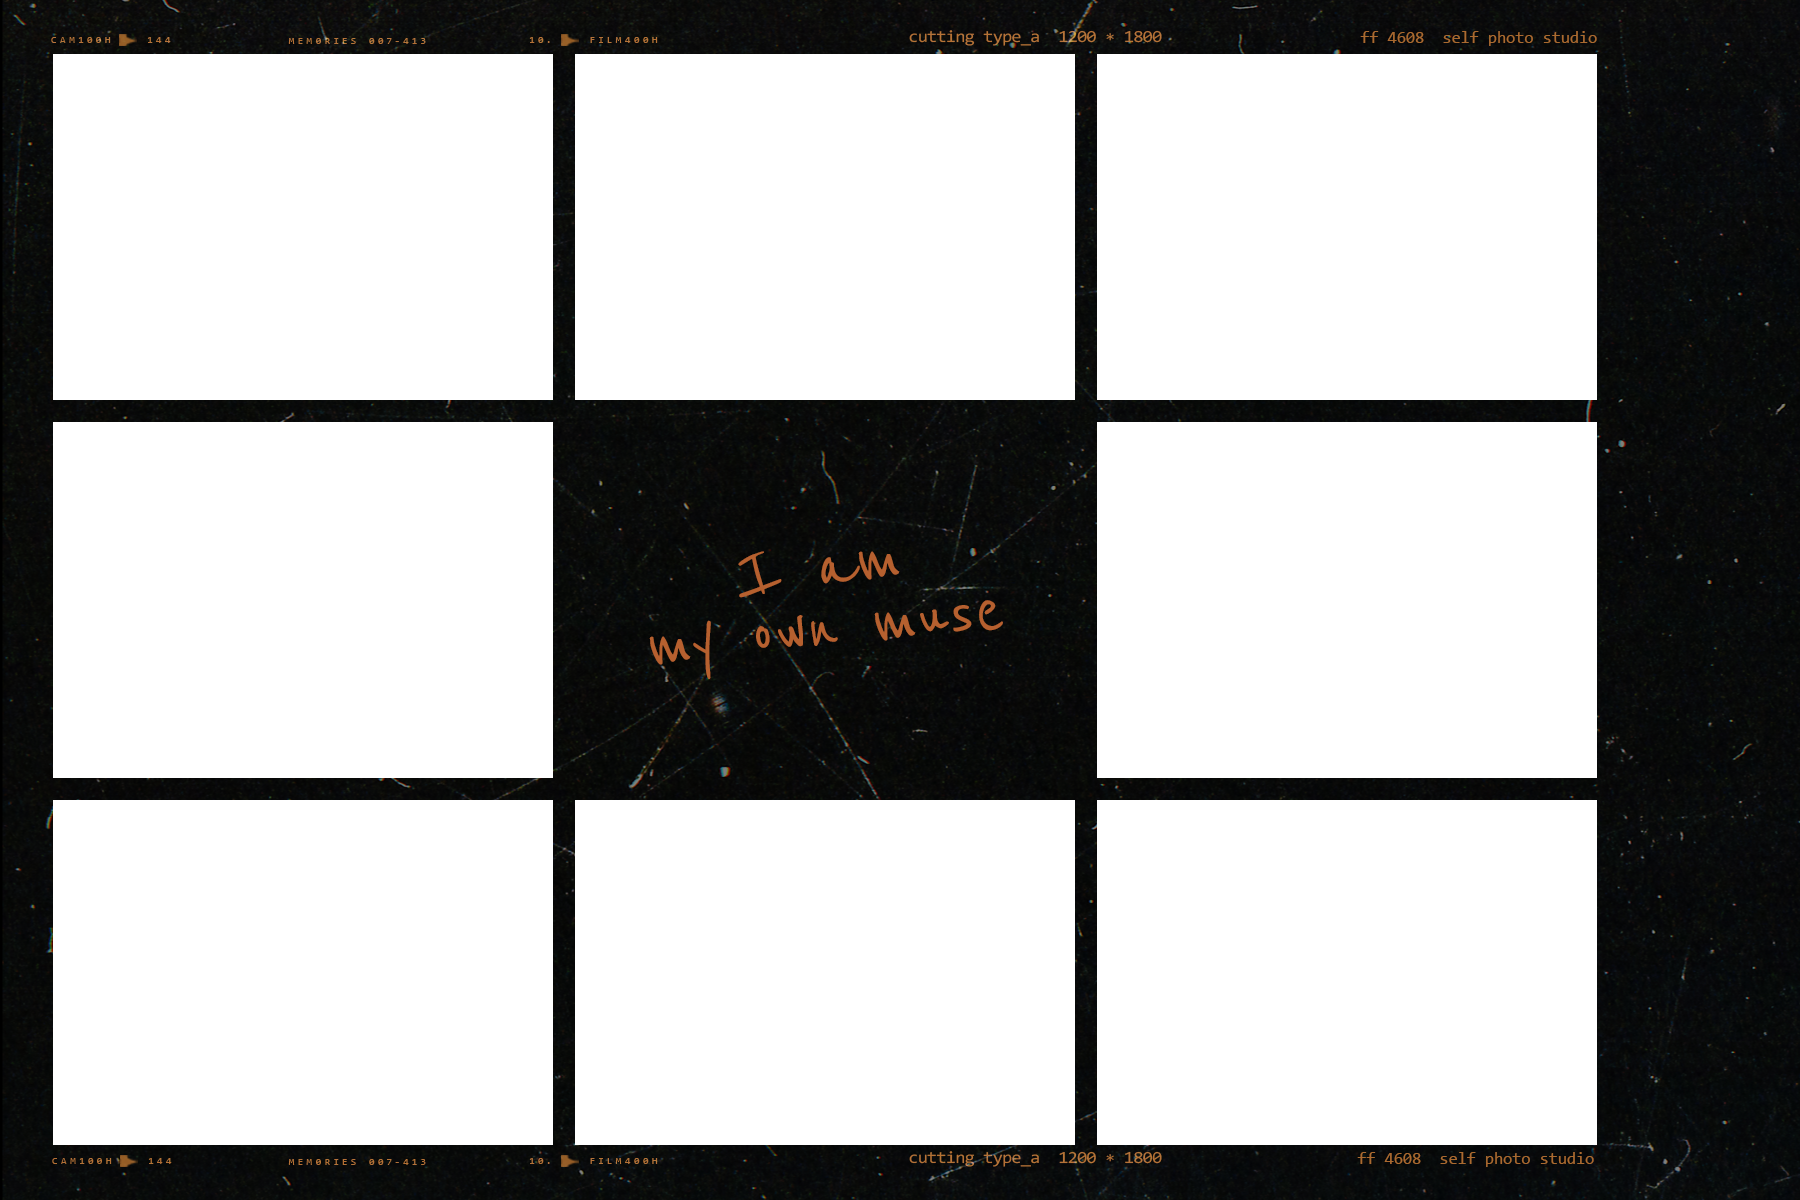 CAM100H 144 MEMORIES 007-413 10. FILM400H cutting type_a 1200 * 1800 ff 4608 self photo studio
I am
my own muse
CAM100H 144 MEMORIES 007-413 10. FILM400H cutting type_a 1200 * 1800 ff 4608 self photo studio